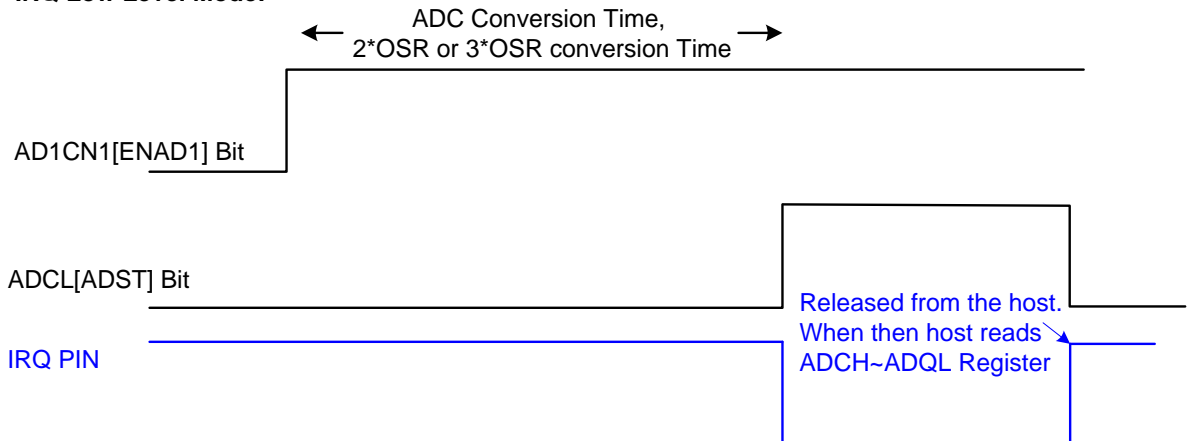 ADC Conversion Time,
2*OSR or 3*OSR conversion Time
AD1CN1[ENAD1] Bit
ADCL[ADST] Bit
Released from the host.
When then host reads
ADCH~ADQL Register
IRQ PIN